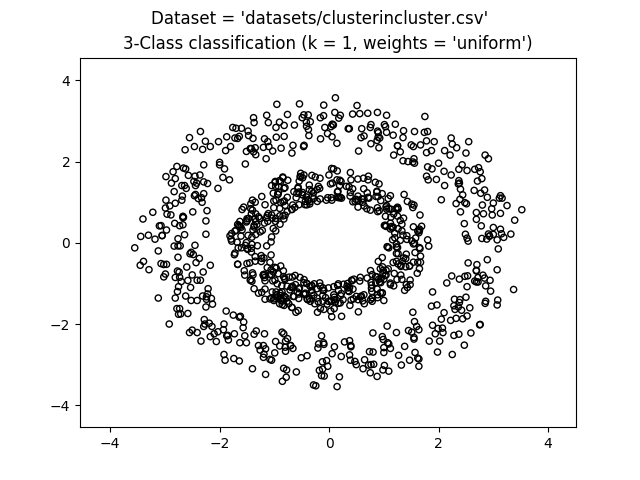 Dataset = 'datasets/clusterincluster.csv'
3-Class classification (k = 1, weights = 'uniform')
4
2
0
−2
−4
−4 −2 0 2 4